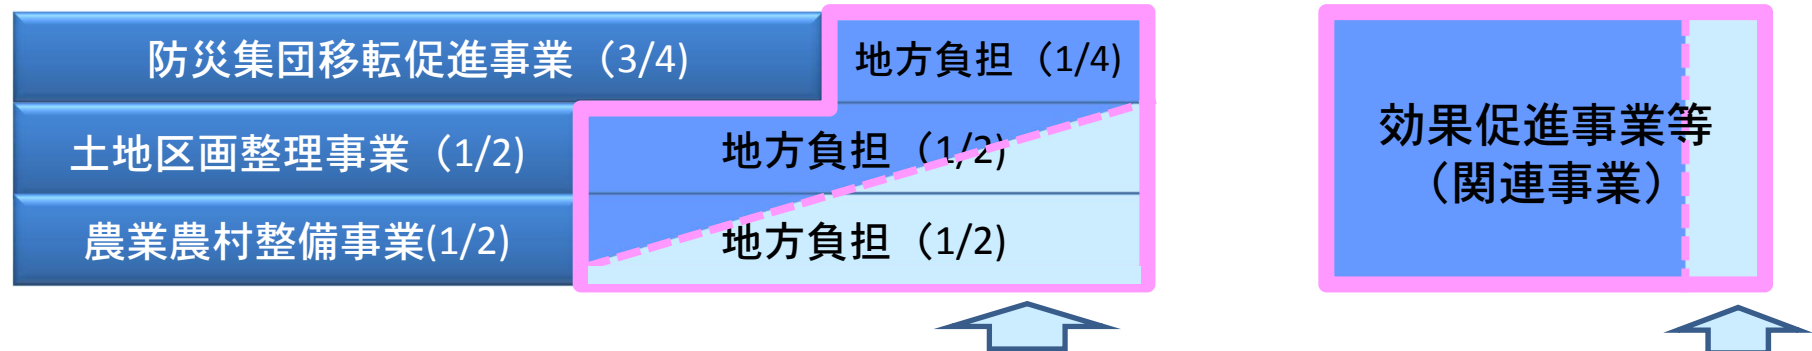 防災集団移転促進事業（3/4)
地方負担（1/4)
土地区画整理事業（1/2)
地方負担（1/2)
農業農村整備事業(1/2)
地方負担（1/2)
効果促進事業等
（関連事業）